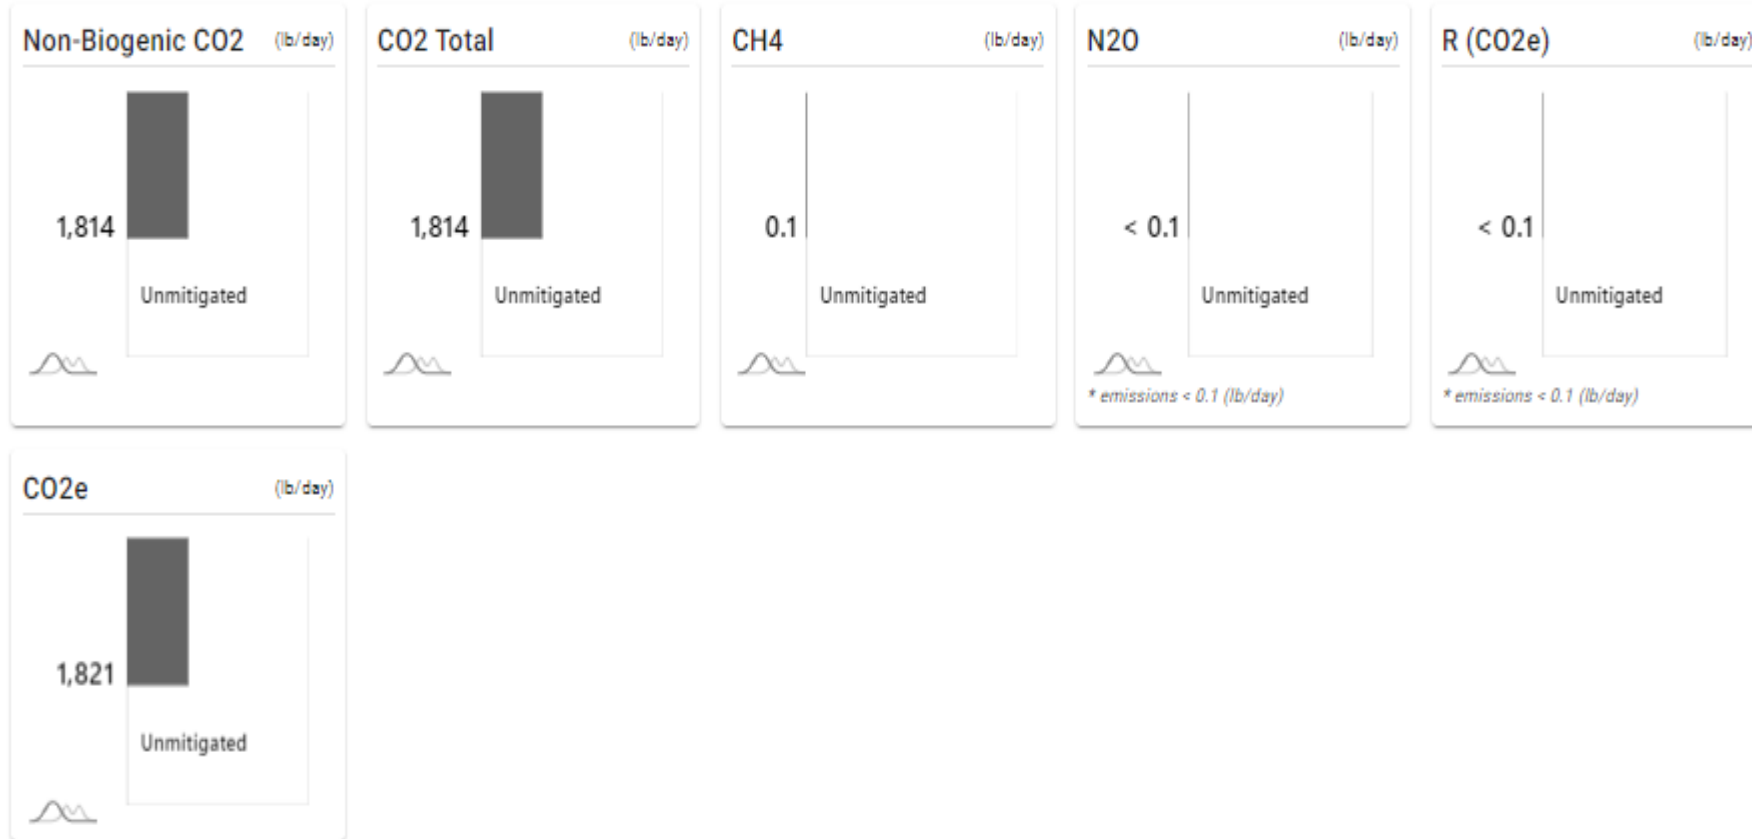 Non-Biogenic CO2 (lb/day)
1,814
Unmitigated
CO2 Total (lb/day)
1,814
Unmitigated
CH4 (lb/day)
0.1
Unmitigated
N2O (lb/day)
< 0.1
Unmitigated
* emissions < 0.1 (lb/day)
R (CO2e) (lb/day)
< 0.1
Unmitigated
* emissions < 0.1 (lb/day)
CO2e (lb/day)
1,821
Unmitigated